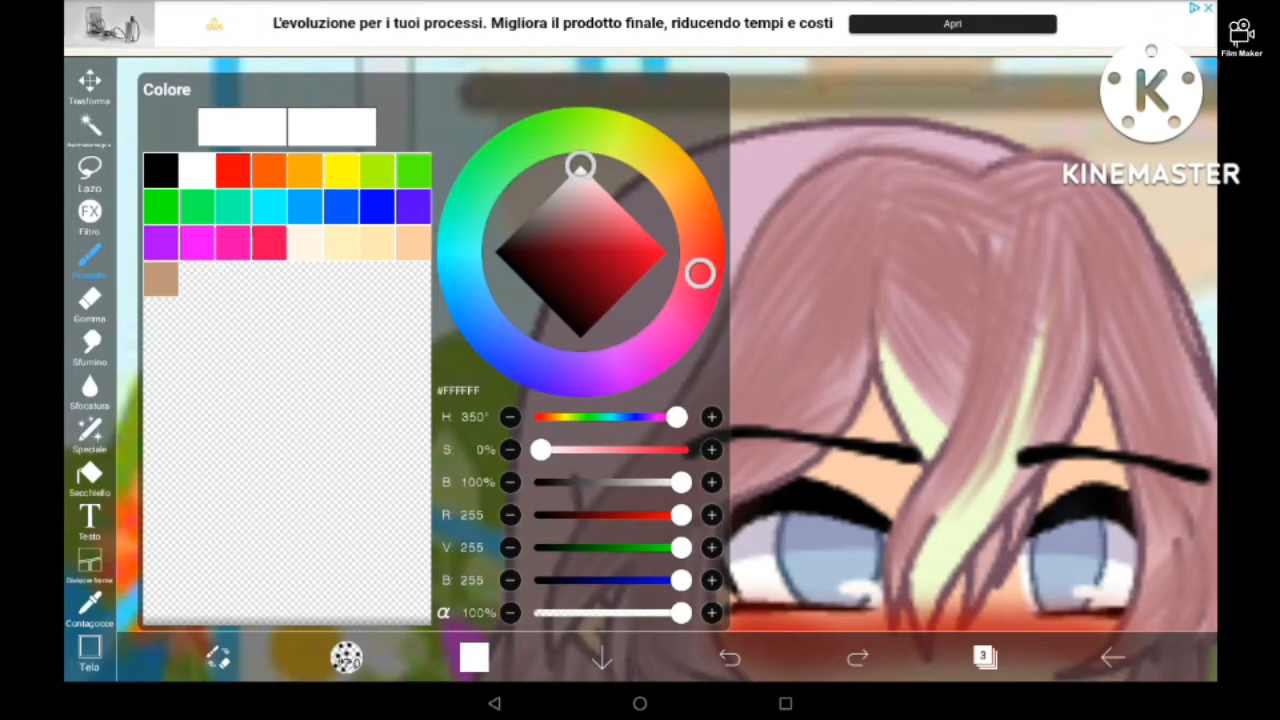 L'evoluzione per i tuoi processi. Migliora il prodotto finale, riducendo tempi e costi
Apri
Film Maker
K
KINEMASTER
Colore
Trasforma
Lazo
FX
Filtro
Pennello
Gomma
Sfumino
Sfocatura
Speciale
Secchiello
T
Testo
Divisore frame
Contagocce
Tela
#FFFFFF
H: 350°
S: 0%
B: 100%
R: 255
V: 255
B: 255
α 100%
3